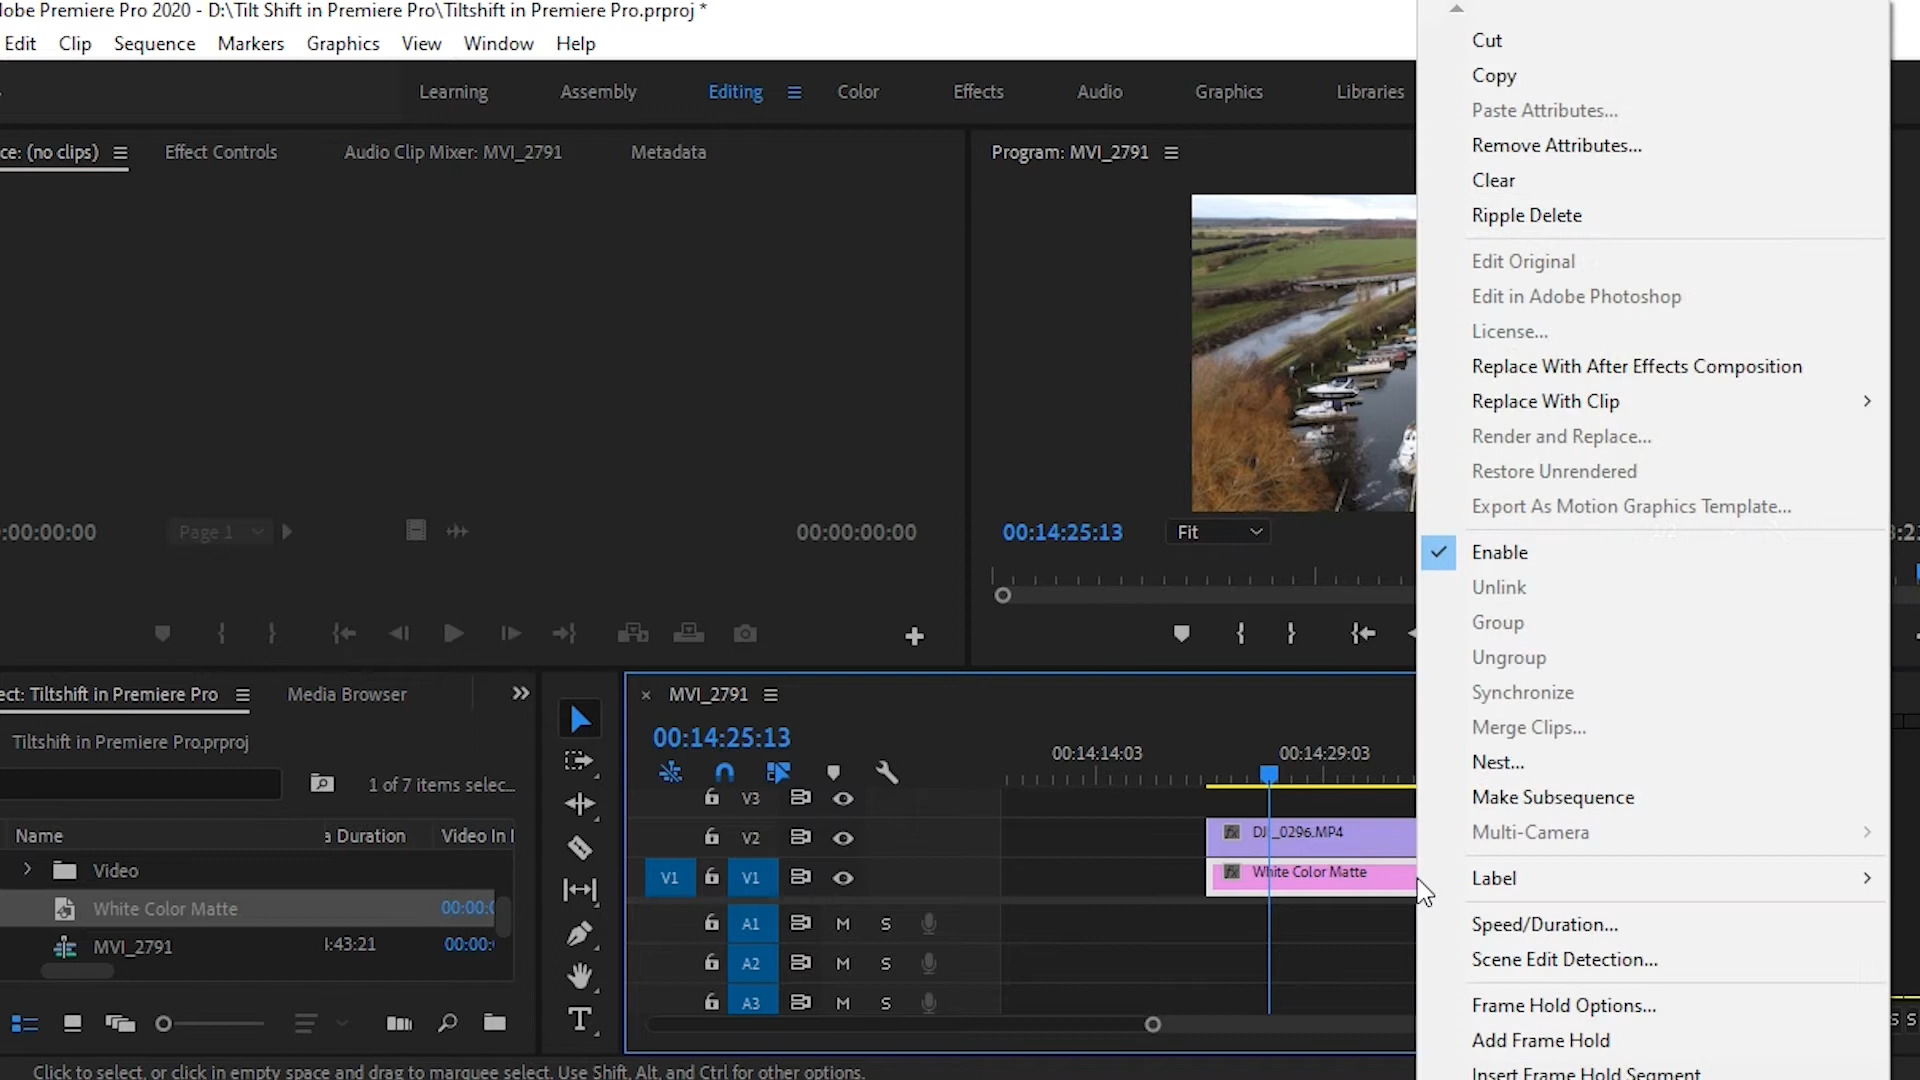 dobe Premiere Pro 2020 - D:\Tilt Shift in Premiere Pro\Tiltshift in Premiere Pro.prproj *
Edit Clip Sequence Markers Graphics View Window Help
Learning Assembly Editing Color Effects Audio Graphics Libraries
ce: (no clips) Effect Controls Audio Clip Mixer: MVI_2791 Metadata
Program: MVI_2791
:00:00:00 Page 1 00:00:00:00
00:14:25:13 Fit
ect: Tiltshift in Premiere Pro Media Browser
Tiltshift in Premiere Pro.prproj
1 of 7 items selec...
Name a Duration Video In I
Video
White Color Matte 00:00:0
MVI_2791 :43:21 00:00:
MVI_2791
00:14:25:13
00:14:14:03 00:14:29:03
V3
V2 DJI_0296.MP4
V1 V1 White Color Matte
A1 M S
A2 M S
A3 M S
T
Click to select, or click in empty space and drag to marquee select. Use Shift, Alt, and Ctrl for other options.
Cut
Copy
Paste Attributes...
Remove Attributes...
Clear
Ripple Delete
Edit Original
Edit in Adobe Photoshop
License...
Replace With After Effects Composition
Replace With Clip
Render and Replace...
Restore Unrendered
Export As Motion Graphics Template...
Enable
Unlink
Group
Ungroup
Synchronize
Merge Clips...
Nest...
Make Subsequence
Multi-Camera
Label
Speed/Duration...
Scene Edit Detection...
Frame Hold Options...
Add Frame Hold
Insert Frame Hold Segment
S S